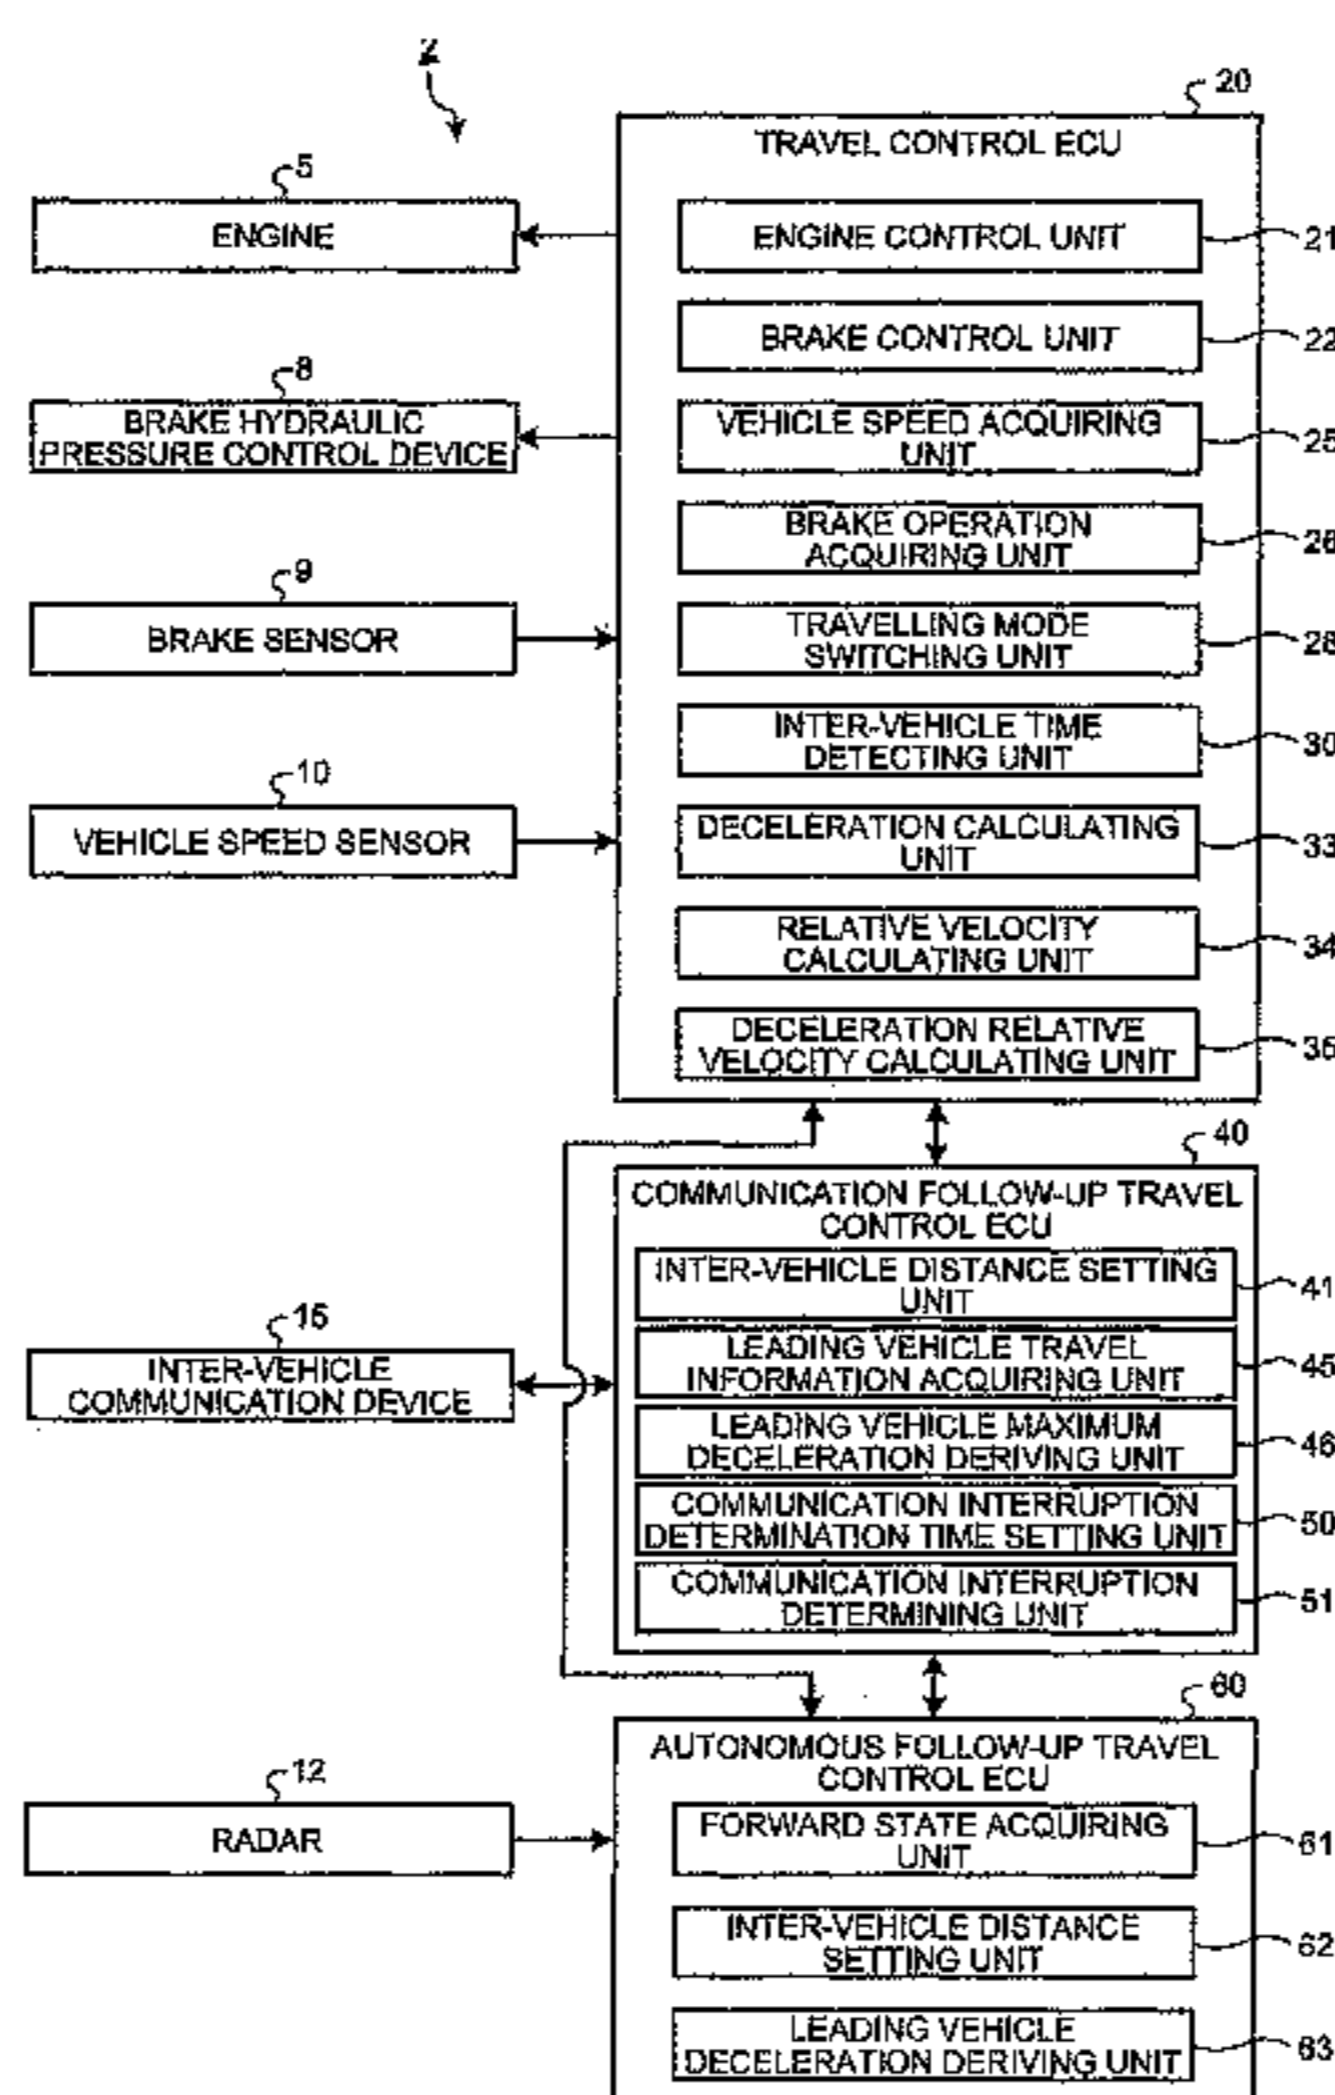 2
20
TRAVEL CONTROL ECU
5
ENGINE
ENGINE CONTROL UNIT
21
BRAKE CONTROL UNIT
22
8
BRAKE HYDRAULIC
PRESSURE CONTROL DEVICE
VEHICLE SPEED ACQUIRING
UNIT
25
BRAKE OPERATION
ACQUIRING UNIT
26
9
BRAKE SENSOR
TRAVELLING MODE
SWITCHING UNIT
28
INTER-VEHICLE TIME
DETECTING UNIT
30
10
VEHICLE SPEED SENSOR
DECELERATION CALCULATING
UNIT
33
RELATIVE VELOCITY
CALCULATING UNIT
34
DECELERATION RELATIVE
VELOCITY CALCULATING UNIT
35
40
COMMUNICATION FOLLOW-UP TRAVEL
CONTROL ECU
INTER-VEHICLE DISTANCE SETTING
UNIT
41
15
INTER-VEHICLE
COMMUNICATION DEVICE
LEADING VEHICLE TRAVEL
INFORMATION ACQUIRING UNIT
45
LEADING VEHICLE MAXIMUM
DECELERATION DERIVING UNIT
46
COMMUNICATION INTERRUPTION
DETERMINATION TIME SETTING UNIT
50
COMMUNICATION INTERRUPTION
DETERMINING UNIT
51
60
AUTONOMOUS FOLLOW-UP TRAVEL
CONTROL ECU
12
RADAR
FORWARD STATE ACQUIRING
UNIT
61
INTER-VEHICLE DISTANCE
SETTING UNIT
62
LEADING VEHICLE
DECELERATION DERIVING UNIT
63